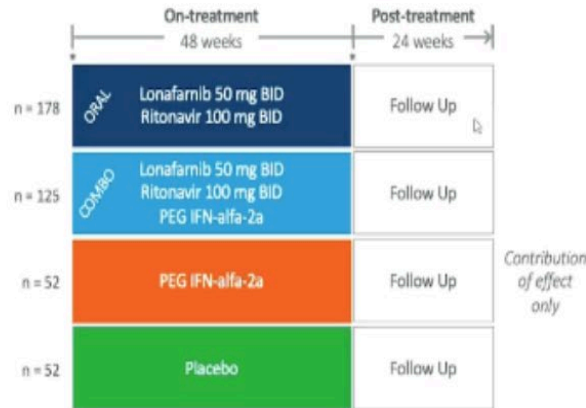 On-treatment
Post-treatment
48 weeks
24 weeks
n = 178
ORAL
Lonafarnib 50 mg BID
Ritonavir 100 mg BID
Follow Up
n = 125
COMBO
Lonafarnib 50 mg BID
Ritonavir 100 mg BID
PEG IFN-alfa-2a
Follow Up
n = 52
PEG IFN-alfa-2a
Follow Up
Contribution
of effect
only
n = 52
Placebo
Follow Up